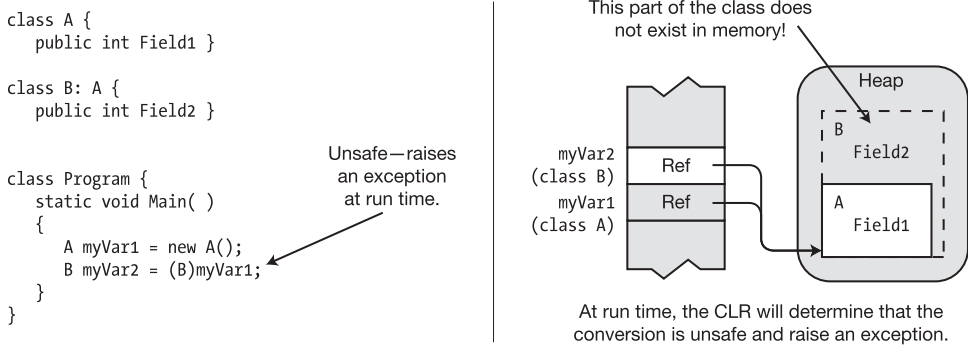 class A {
   public int Field1 }
class B: A {
   public int Field2 }
class Program {
   static void Main( )
   {
      A myVar1 = new A();
      B myVar2 = (B)myVar1;
   }
}
Unsafe—raises
an exception
at run time.
This part of the class does
not exist in memory!
Heap
B
Field2
A
Field1
myVar2
(class B)
Ref
myVar1
(class A)
Ref
At run time, the CLR will determine that the
conversion is unsafe and raise an exception.